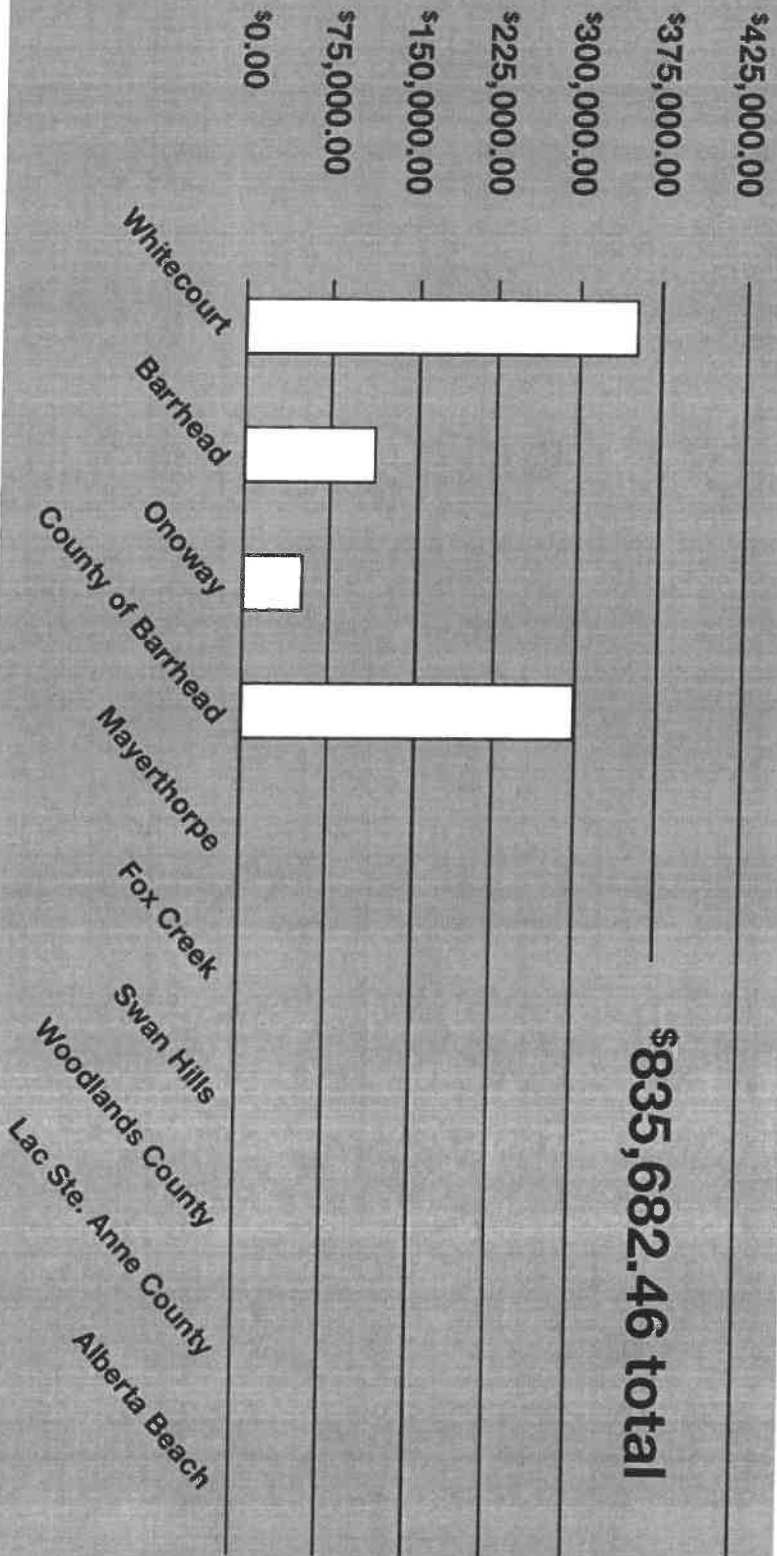 $425,000.00
$375,000.00
$300,000.00
$225,000.00
$150,000.00
$75,000.00
$0.00
$835,682.46 total
Whitecourt
Barrhead
Onoway
County of Barrhead
Mayerthorpe
Fox Creek
Swan Hills
Woodlands County
Lac Ste. Anne County
Alberta Beach